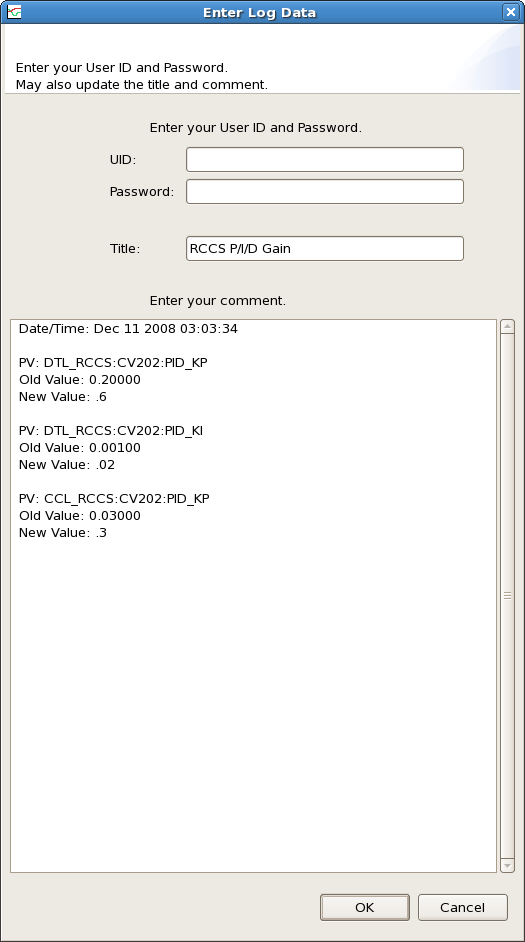 Enter Log Data
Enter your User ID and Password.
May also update the title and comment.
Enter your User ID and Password.
UID:
Password:
Title: RCCS P/I/D Gain
Enter your comment.
Date/Time: Dec 11 2008 03:03:34
PV: DTL_RCCS:CV202:PID_KP
Old Value: 0.20000
New Value: .6
PV: DTL_RCCS:CV202:PID_KI
Old Value: 0.00100
New Value: .02
PV: CCL_RCCS:CV202:PID_KP
Old Value: 0.03000
New Value: .3
OK Cancel